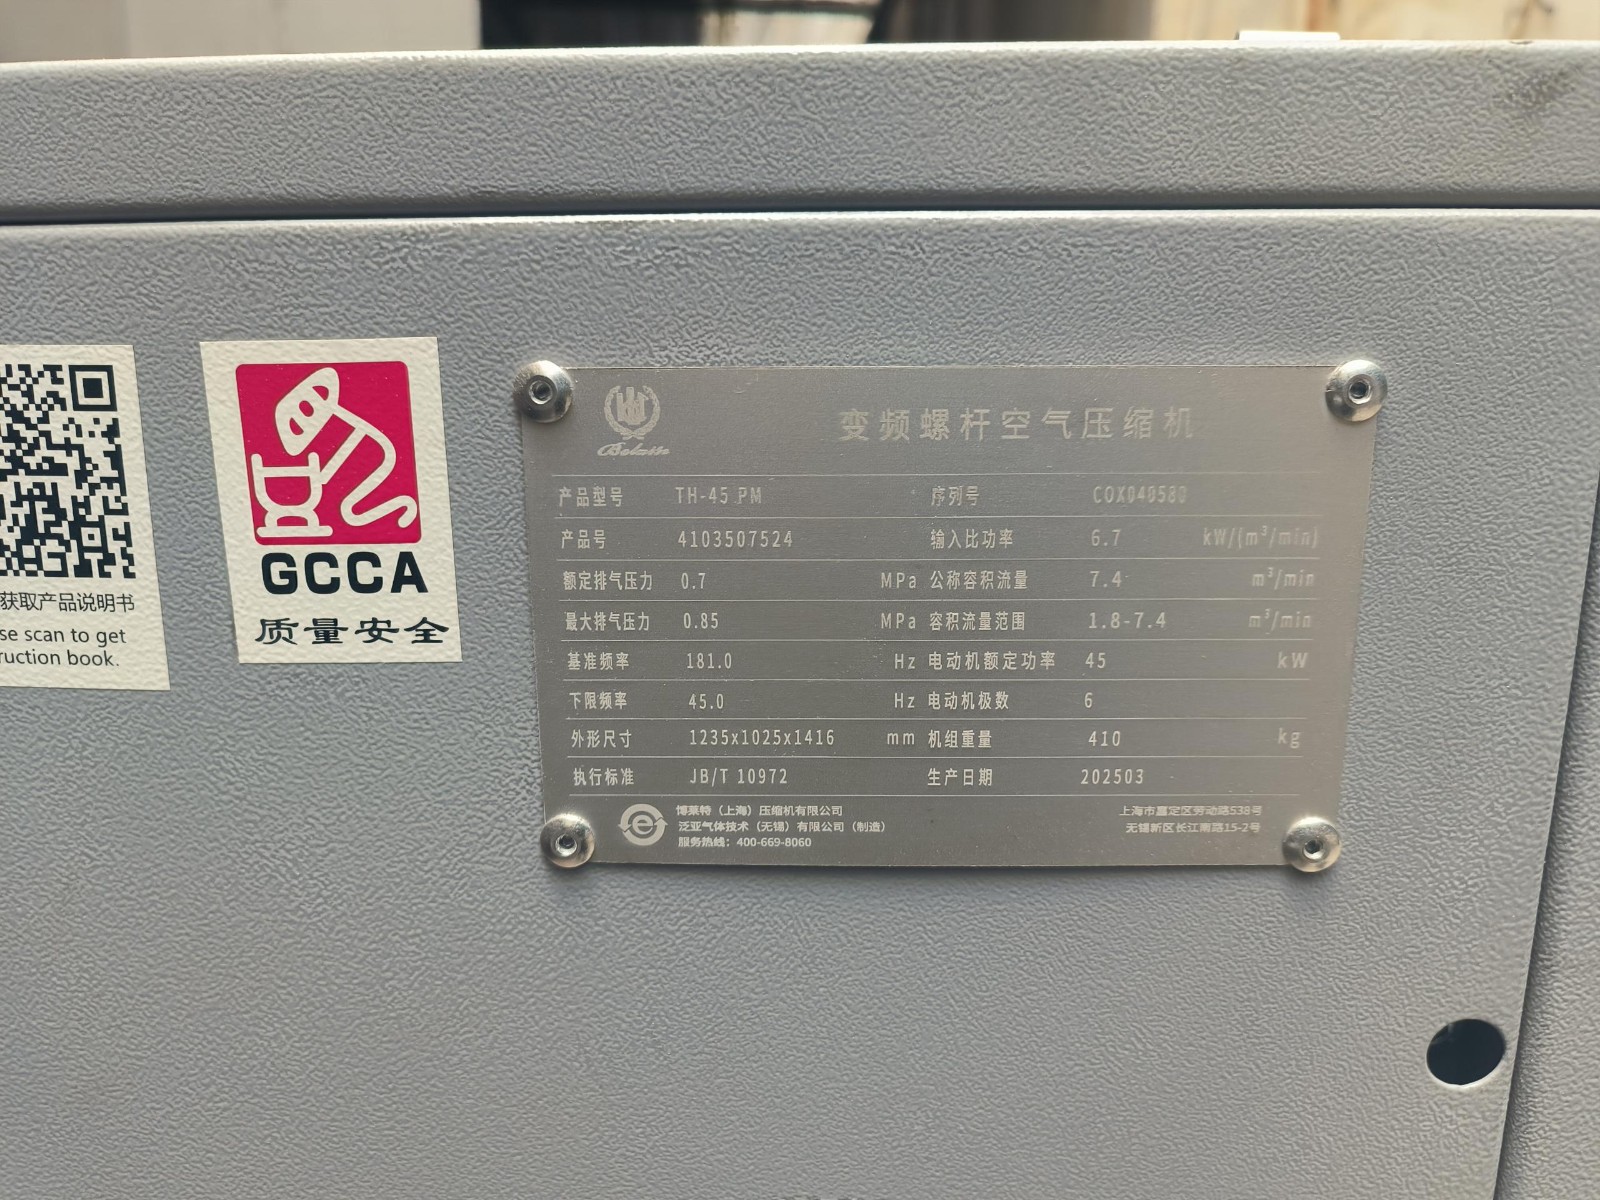 获取产品说明书
se scan to get
ruction book.
GCCA
质量安全
Bolaite
变频螺杆空气压缩机
产品型号 TH-45 PM 序列号 COX040580
产品号 4103507524 输入比功率 6.7 kW/(m³/min)
额定排气压力 0.7 MPa 公称容积流量 7.4 m³/min
最大排气压力 0.85 MPa 容积流量范围 1.8-7.4 m³/min
基准频率 181.0 Hz 电动机额定功率 45 kW
下限频率 45.0 Hz 电动机极数 6
外形尺寸 1235x1025x1416 mm 机组重量 410 kg
执行标准 JB/T 10972 生产日期 202503
博莱特（上海）压缩机有限公司 上海市嘉定区劳动路538号
泛亚气体技术（无锡）有限公司（制造） 无锡新区长江南路15-2号
服务热线：400-669-8060